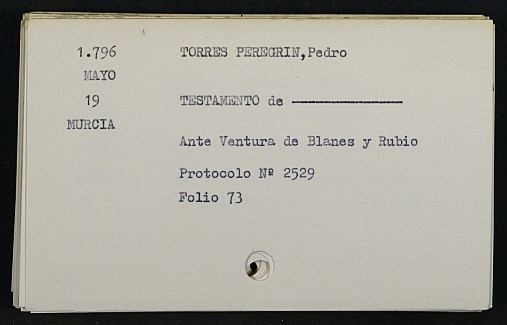 1.796 TORRES PEREGRIN,Pedro
MAYO
19 TESTAMENTO de ----------------
MURCIA
Ante Ventura de Blanes y Rubio
Protocolo Nº 2529
Folio 73